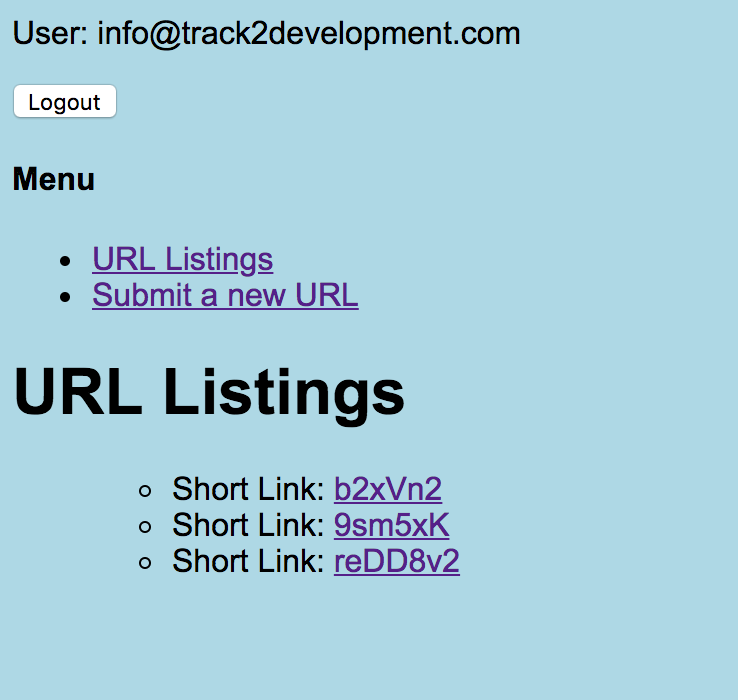 User: info@track2development.com
Logout
Menu
URL Listings
Submit a new URL
URL Listings
Short Link: b2xVn2
Short Link: 9sm5xK
Short Link: reDD8v2